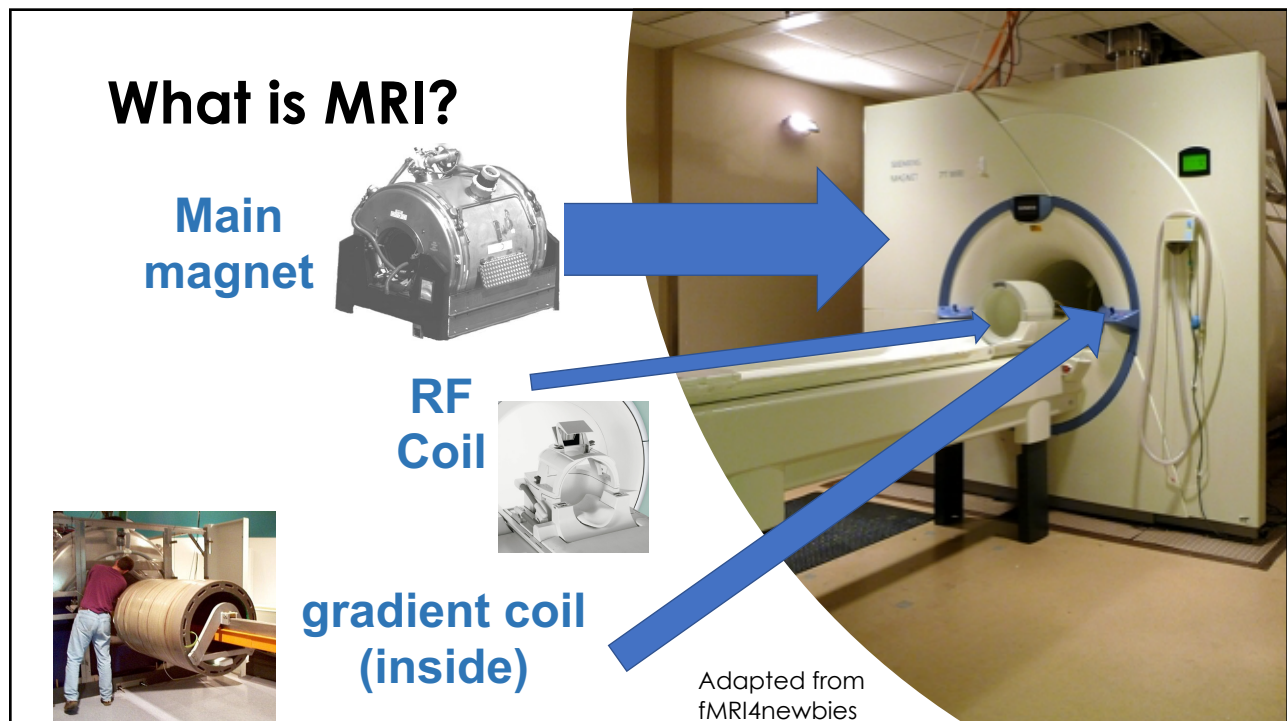 What is MRI?
Main
magnet
RF
Coil
gradient coil
(inside)
Adapted from
fMRI4newbies